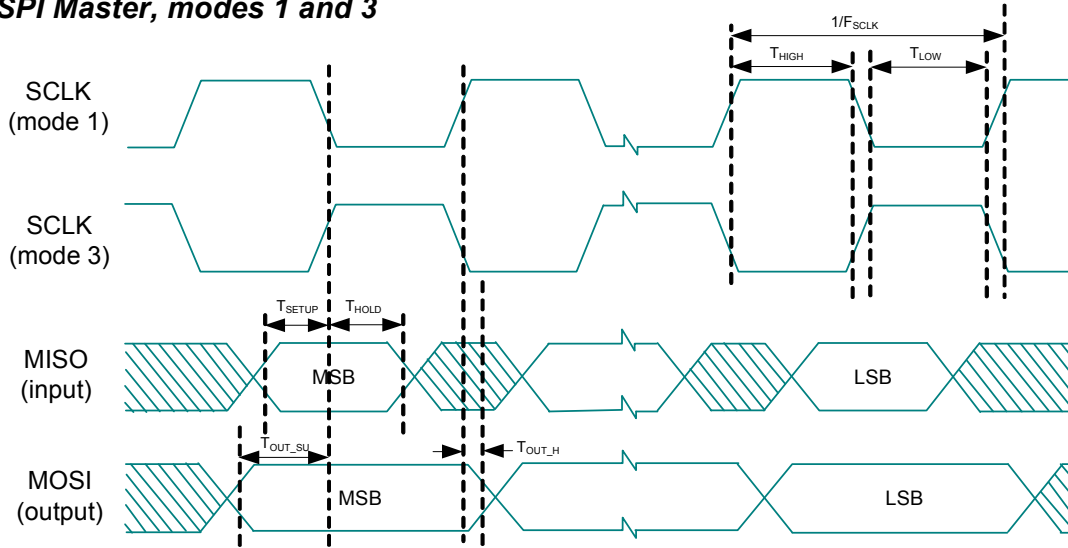 SPI Master, modes 1 and 3
1/FSCLK
THIGH
TLOW
SCLK
(mode 1)
SCLK
(mode 3)
TSETUP
THOLD
MISO
(input)
MSB
LSB
TOUT_SU
TOUT_H
MOSI
(output)
MSB
LSB